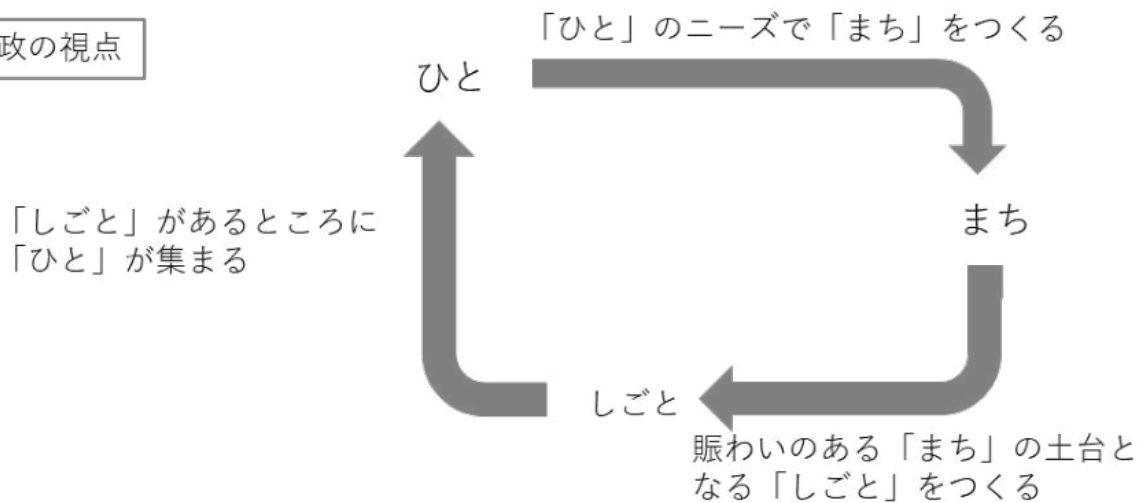 政の視点
「ひと」のニーズで「まち」をつくる
ひと
「しごと」があるところに
「ひと」が集まる
まち
しごと
賑わいのある「まち」の土台と
なる「しごと」をつくる